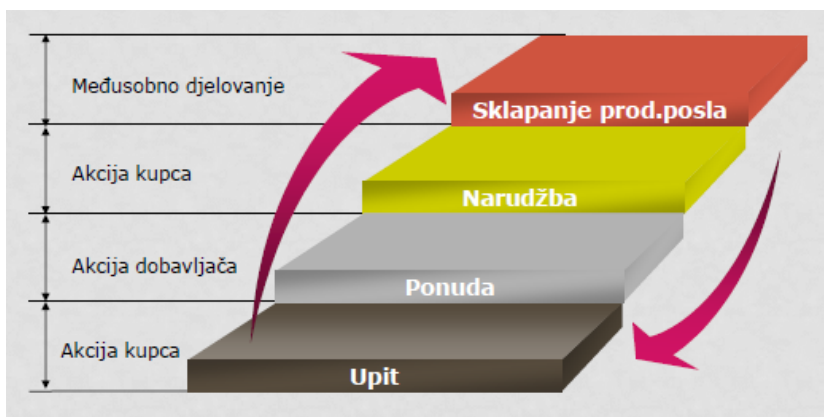 Međusobno djelovanje
Sklapanje prod.posla
Akcija kupca
Narudžba
Akcija dobavljača
Ponuda
Akcija kupca
Upit